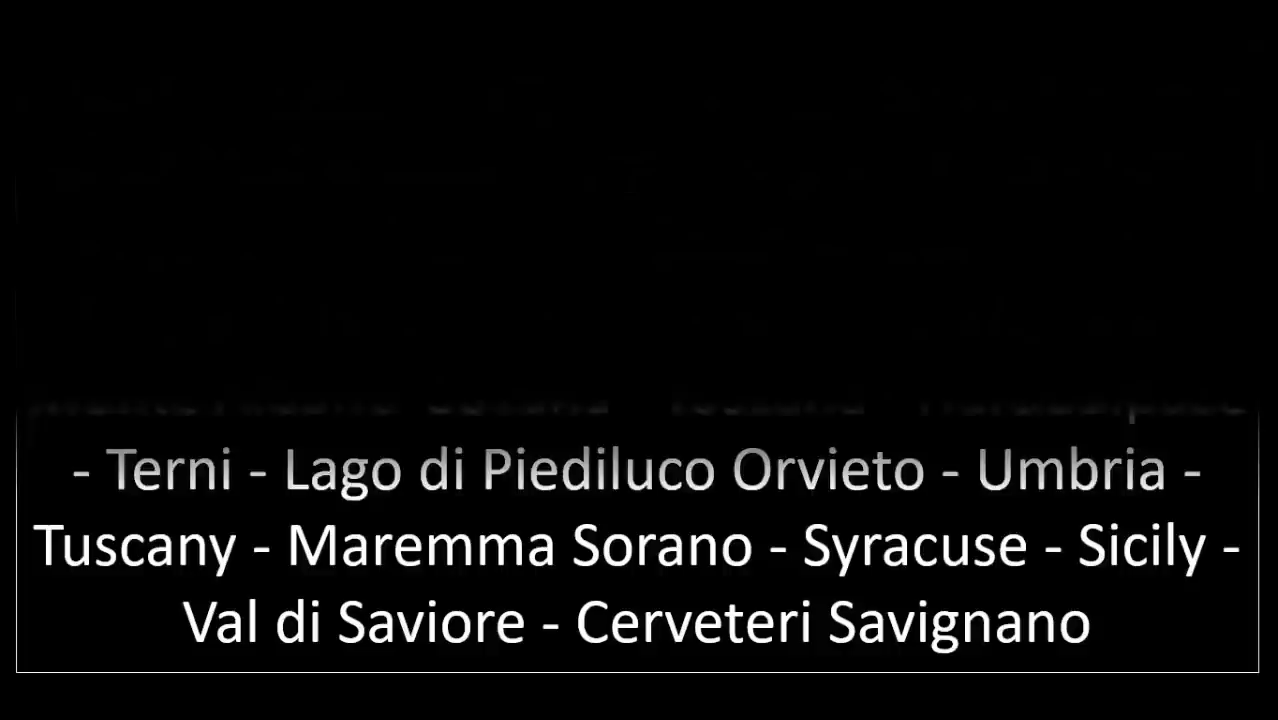 - Terni - Lago di Piediluco Orvieto - Umbria -
Tuscany - Maremma Sorano - Syracuse - Sicily -
Val di Saviore - Cerveteri Savignano